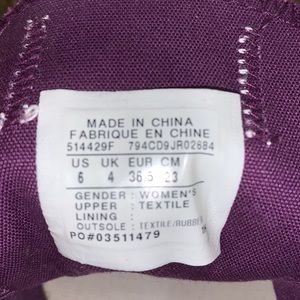 MADE IN CHINA
FABRIQUE EN CHINE
514429F 794CD9JR02684
US UK EUR CM
6 4 36.5 23
GENDER : WOMEN'S
UPPER : TEXTILE
LINING :
OUTSOLE : TEXTILE/RUBBER
PO#03511479